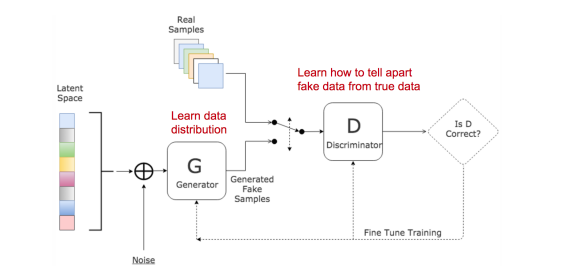 Real
Samples
Latent
Space
Learn data
distribution
Learn how to tell apart
fake data from true data
G
Generator
Generated
Fake
Samples
D
Discriminator
Is D
Correct?
Fine Tune Training
Noise